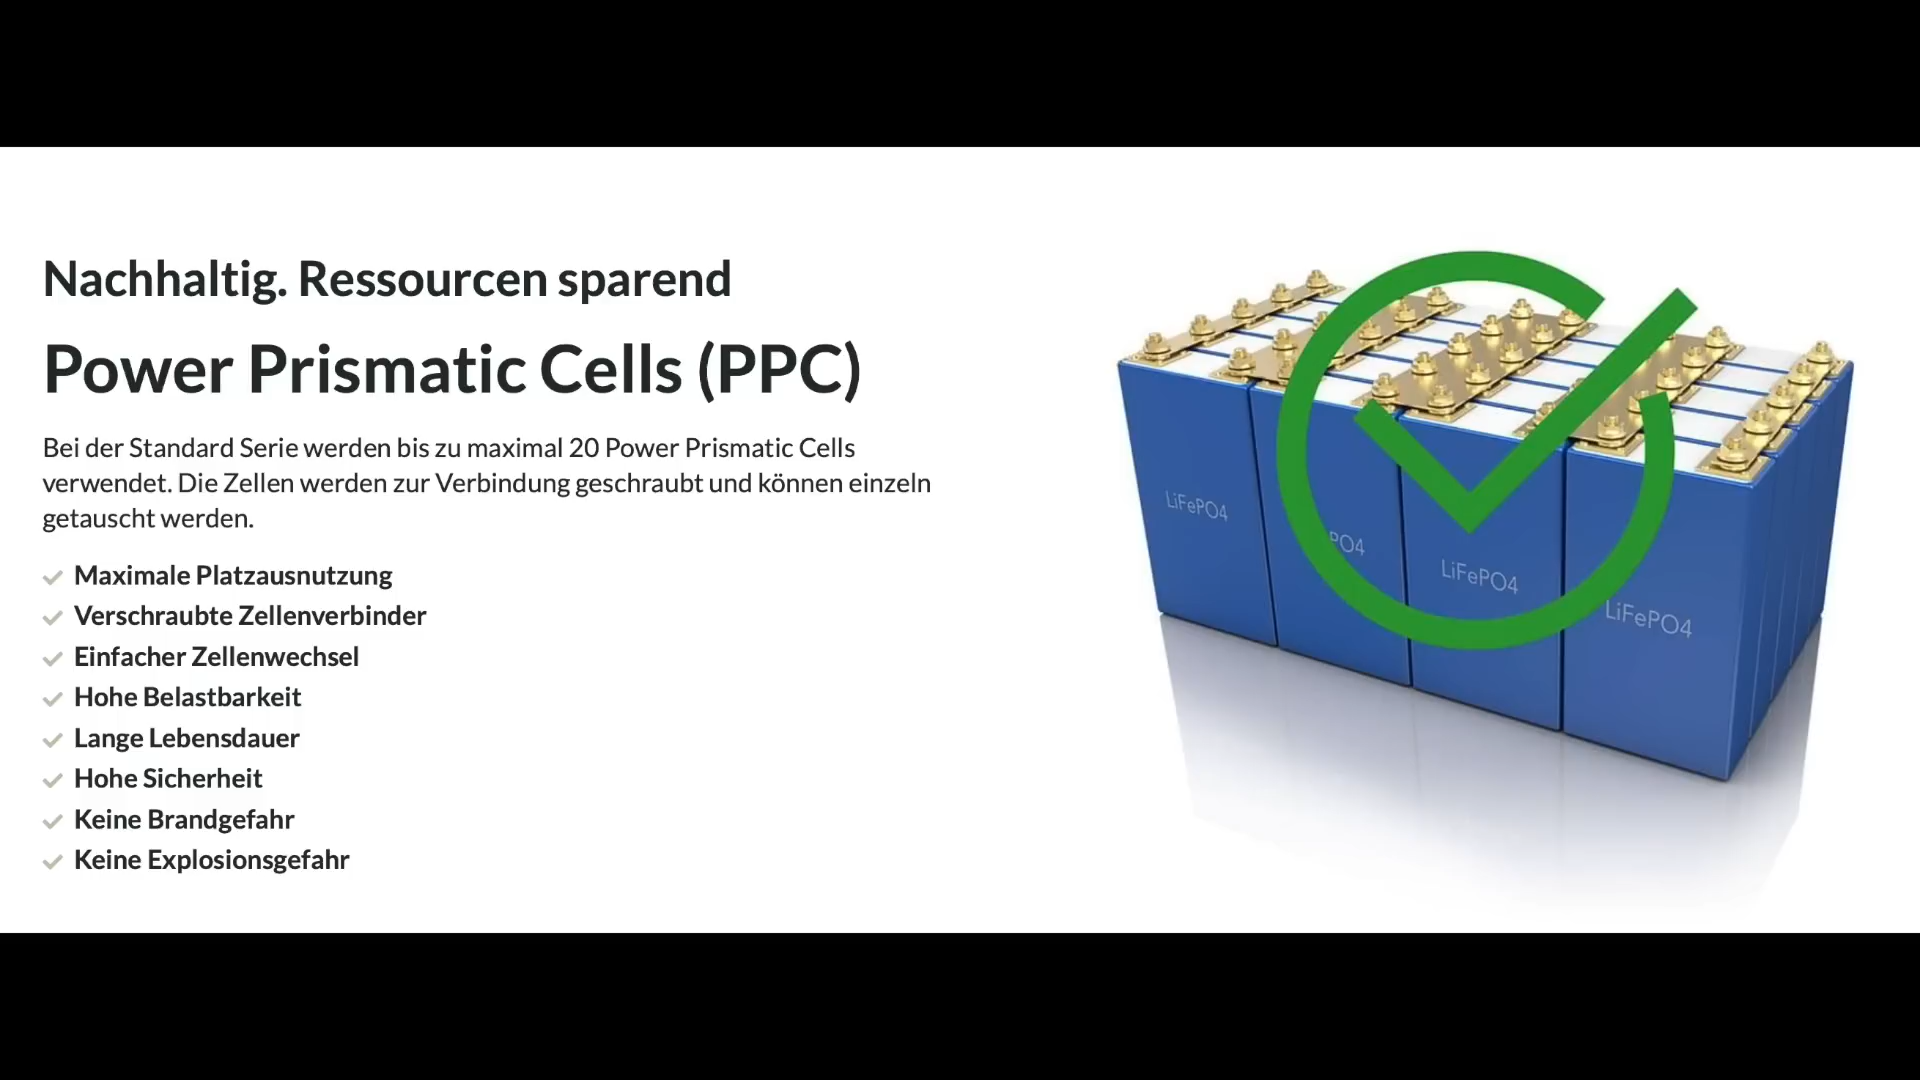 Nachhaltig. Ressourcen sparend
Power Prismatic Cells (PPC)
Bei der Standard Serie werden bis zu maximal 20 Power Prismatic Cells
verwendet. Die Zellen werden zur Verbindung geschraubt und können einzeln
getauscht werden.
Maximale Platzausnutzung
Verschraubte Zellenverbinder
Einfacher Zellenwechsel
Hohe Belastbarkeit
Lange Lebensdauer
Hohe Sicherheit
Keine Brandgefahr
Keine Explosionsgefahr
LiFePO4
PO4
LiFePO4
LiFePO4